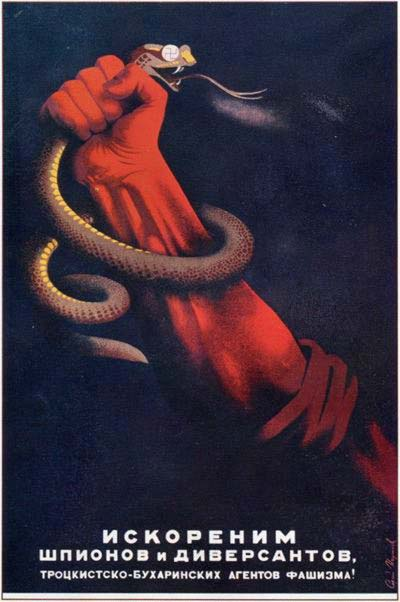 ИСКОРЕНИМ
ШПИОНОВ И ДИВЕРСАНТОВ,
ТРОЦКИСТСКО-БУХАРИНСКИХ АГЕНТОВ ФАШИЗМА!